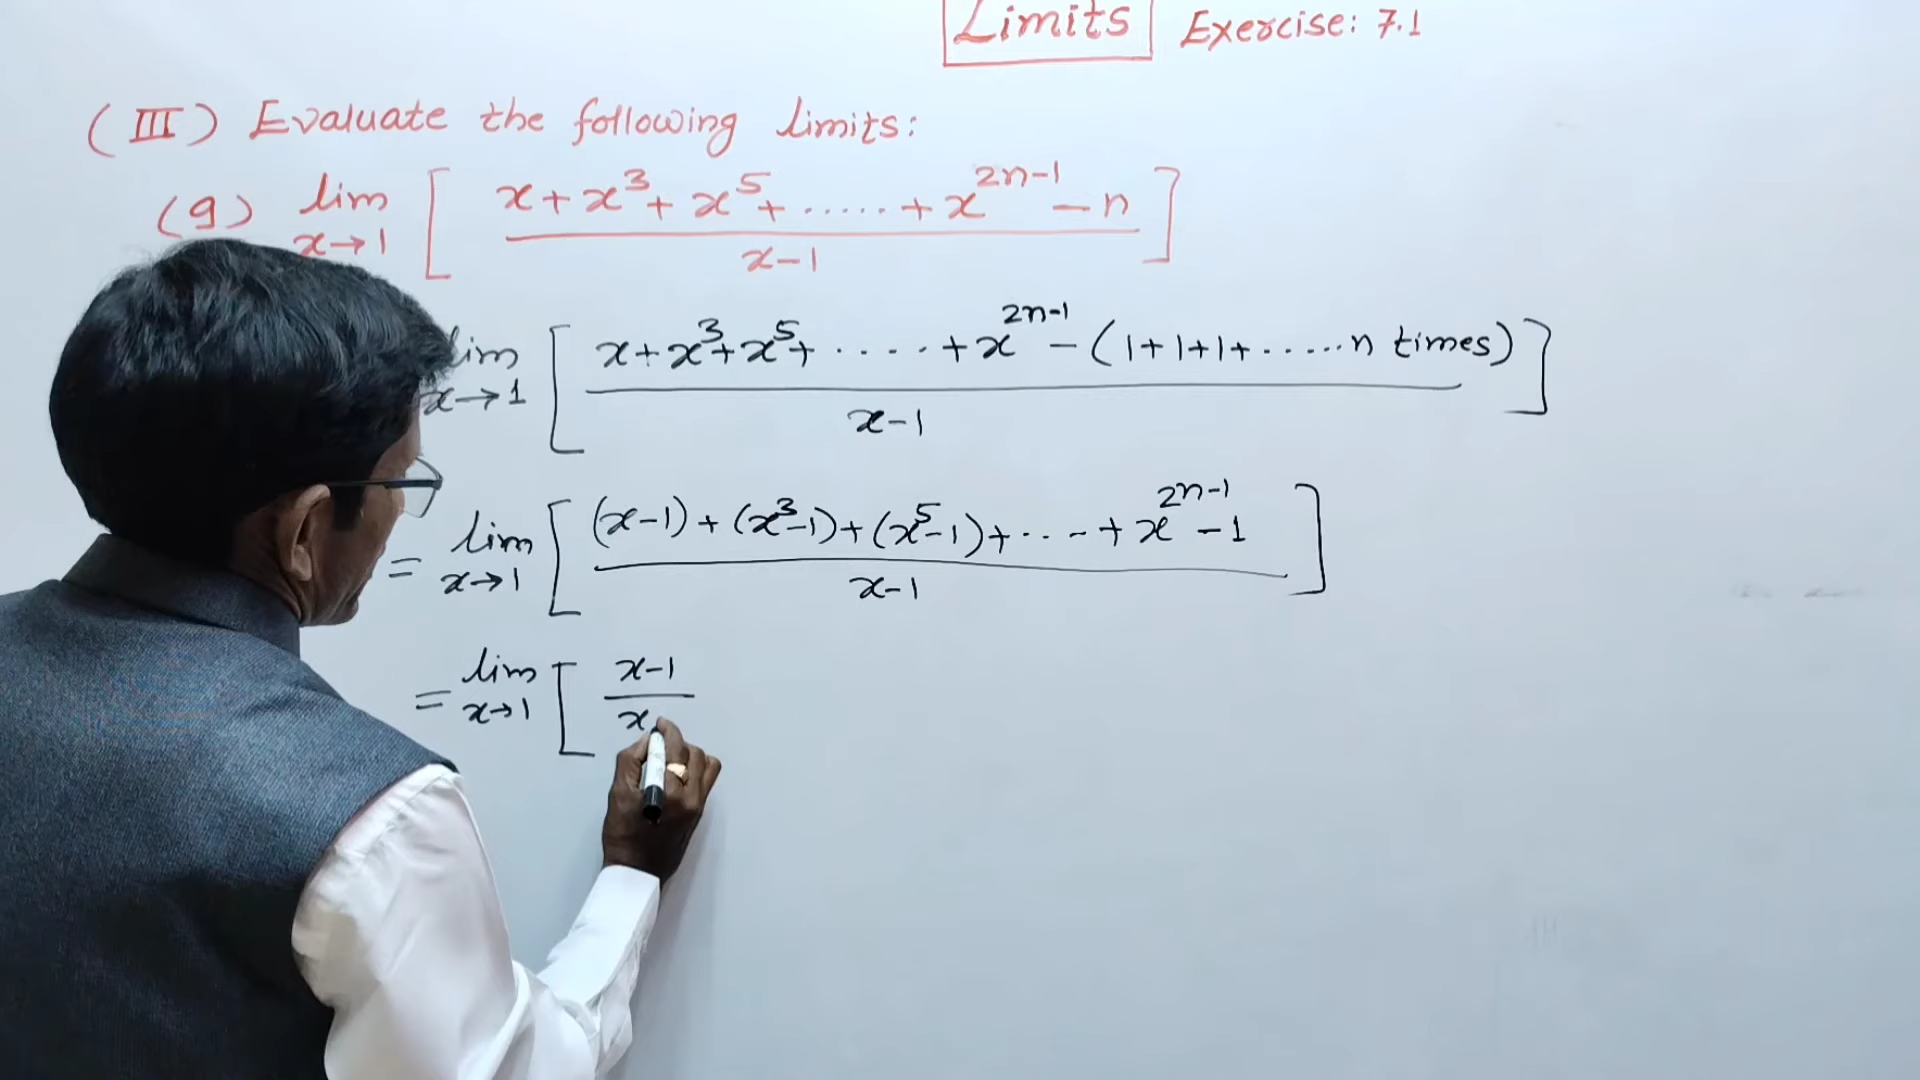 Limits Exercise: 7.1
(III) Evaluate the following limits:
(9) lim x→1 [ x + x³ + x⁵ + ...... + x²ⁿ⁻¹ − n / x−1 ]
lim x→1 [ x + x³ + x⁵ + ..... + x²ⁿ⁻¹ − (1+1+1+.....n times) / x−1 ]
= lim x→1 [ (x−1) + (x³−1) + (x⁵−1) + .... + x²ⁿ⁻¹ − 1 / x−1 ]
= lim x→1 [ x−1 / x